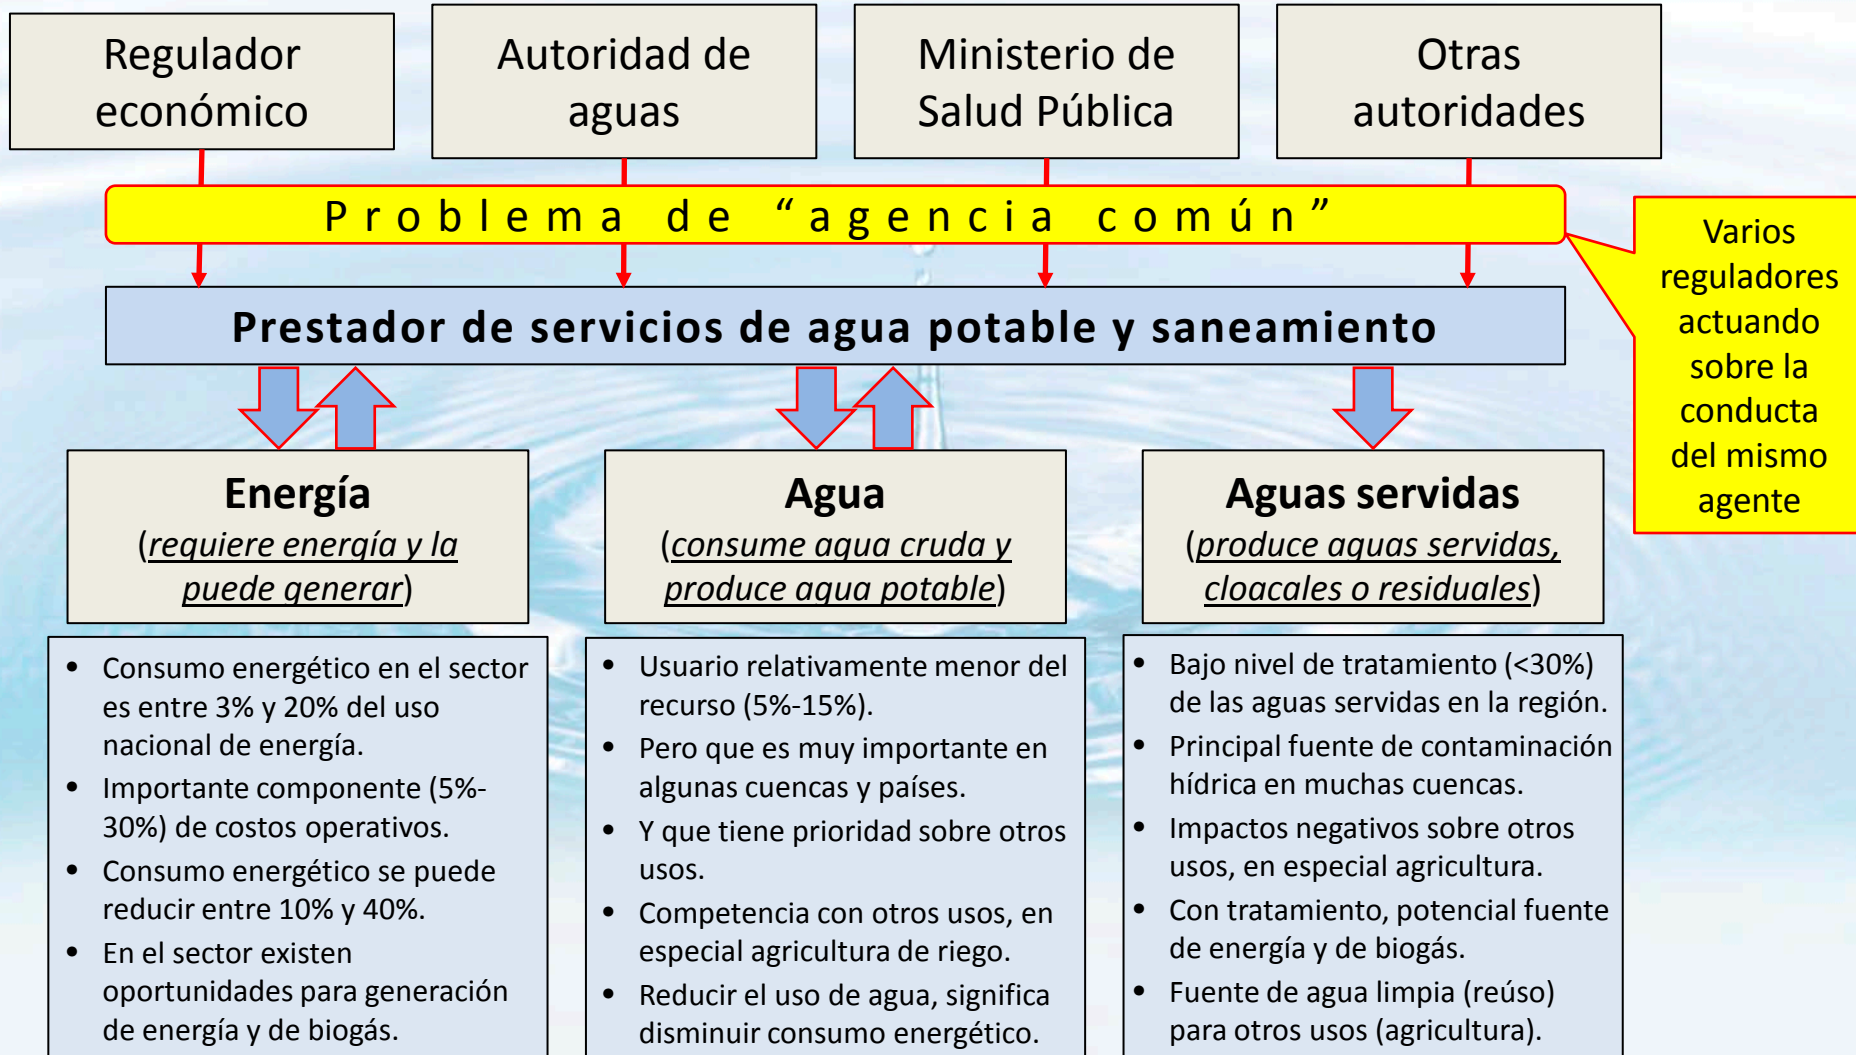 Regulador
económico
Autoridad de
aguas
Ministerio de
Salud Pública
Otras
autoridades
Problema de “agencia común”
Varios
reguladores
actuando
sobre la
conducta
del mismo
agente
Prestador de servicios de agua potable y saneamiento
Energía
(requiere energía y la
puede generar)
Agua
(consume agua cruda y
produce agua potable)
Aguas servidas
(produce aguas servidas,
cloacales o residuales)
• Consumo energético en el sector
es entre 3% y 20% del uso
nacional de energía.
• Importante componente (5%-
30%) de costos operativos.
• Consumo energético se puede
reducir entre 10% y 40%.
• En el sector existen
oportunidades para generación
de energía y de biogás.
• Usuario relativamente menor del
recurso (5%-15%).
• Pero que es muy importante en
algunas cuencas y países.
• Y que tiene prioridad sobre otros
usos.
• Competencia con otros usos, en
especial agricultura de riego.
• Reducir el uso de agua, significa
disminuir consumo energético.
• Bajo nivel de tratamiento (<30%)
de las aguas servidas en la región.
• Principal fuente de contaminación
hídrica en muchas cuencas.
• Impactos negativos sobre otros
usos, en especial agricultura.
• Con tratamiento, potencial fuente
de energía y de biogás.
• Fuente de agua limpia (reúso)
para otros usos (agricultura).